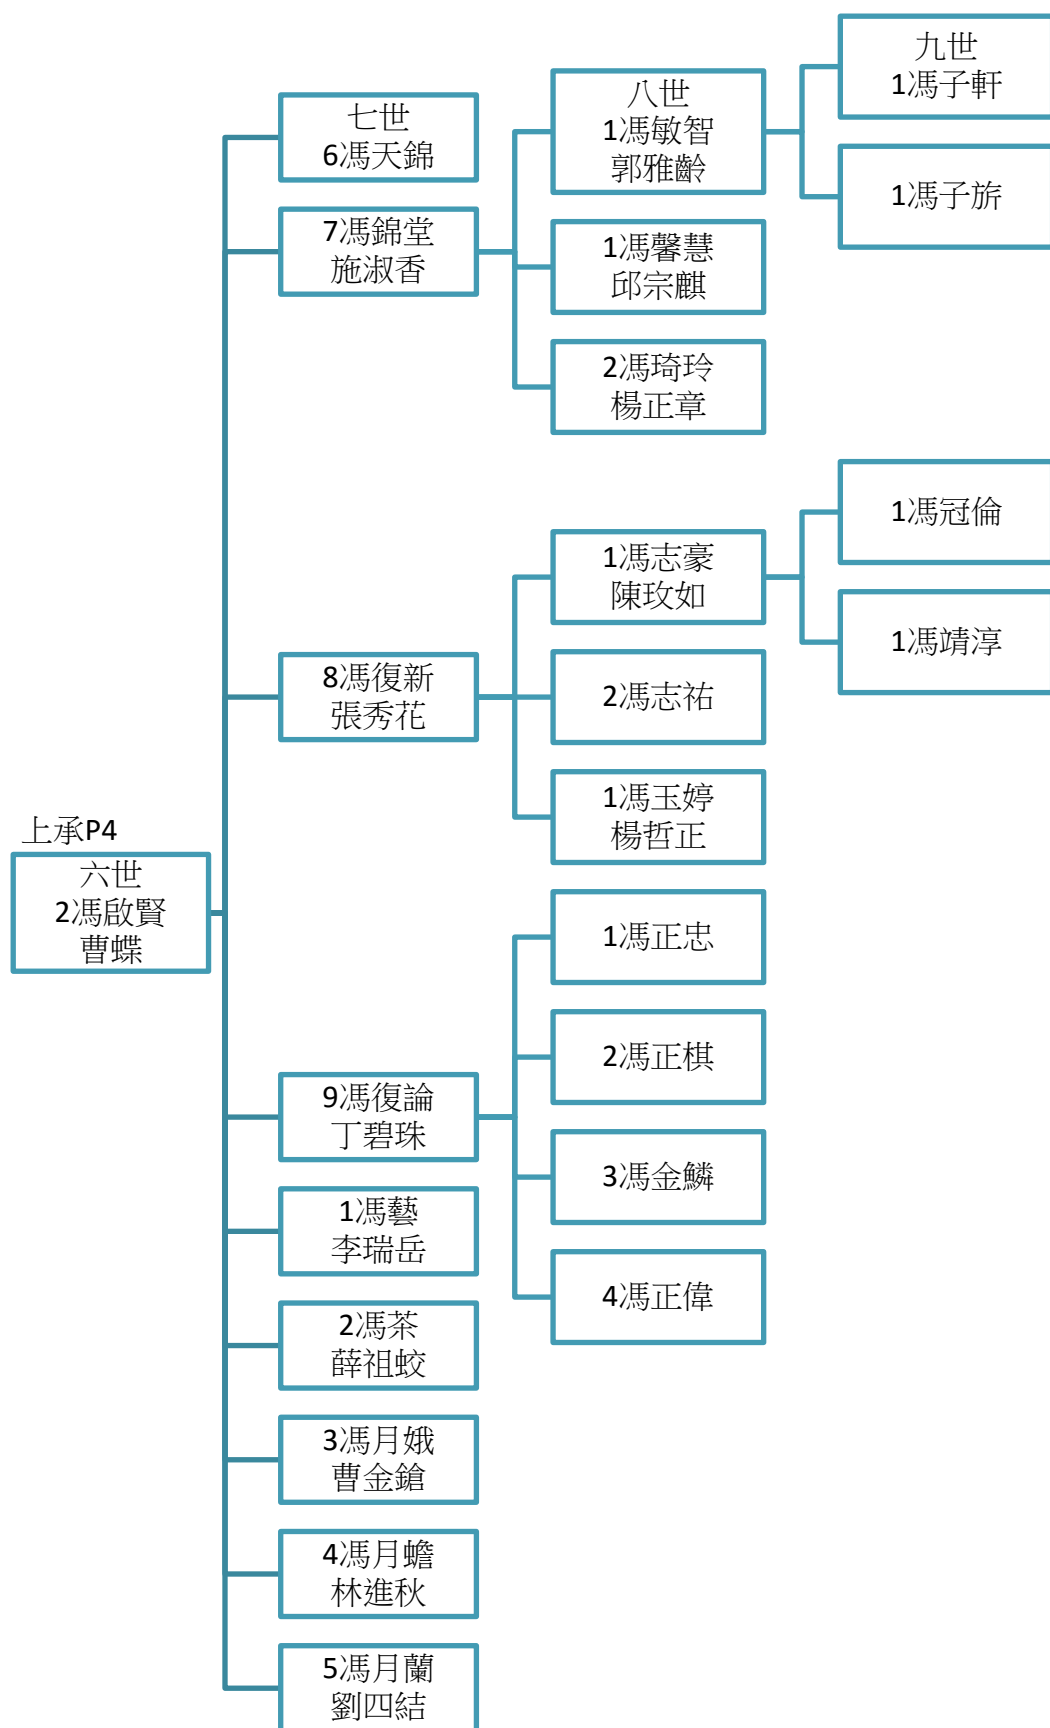 上承P4
六世
2馮啟賢
曹蝶
七世
6馮天錦
7馮錦堂
施淑香
8馮復新
張秀花
9馮復論
丁碧珠
1馮藝
李瑞岳
2馮茶
薛祖蛟
3馮月娥
曹金鎗
4馮月蟾
林進秋
5馮月蘭
劉四結
八世
1馮敏智
郭雅齡
1馮馨慧
邱宗麒
2馮琦玲
楊正章
1馮志豪
陳玫如
2馮志祐
1馮玉婷
楊哲正
1馮正忠
2馮正棋
3馮金鱗
4馮正偉
九世
1馮子軒
1馮子旂
1馮冠倫
1馮靖淳